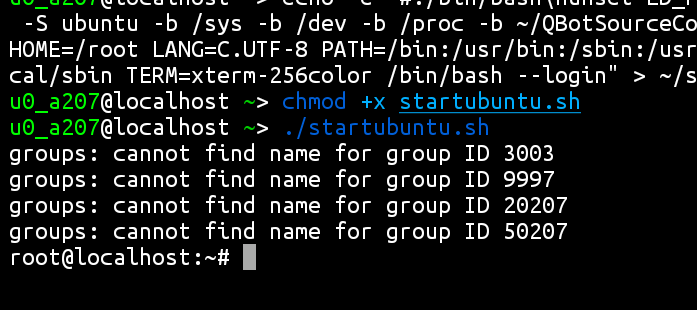 -S ubuntu -b /sys -b /dev -b /proc -b ~/QBotSourceCo
HOME=/root LANG=C.UTF-8 PATH=/bin:/usr/bin:/sbin:/usr
cal/sbin TERM=xterm-256color /bin/bash --login" > ~/s
u0_a207@localhost ~> chmod +x startubuntu.sh
u0_a207@localhost ~> ./startubuntu.sh
groups: cannot find name for group ID 3003
groups: cannot find name for group ID 9997
groups: cannot find name for group ID 20207
groups: cannot find name for group ID 50207
root@localhost:~#